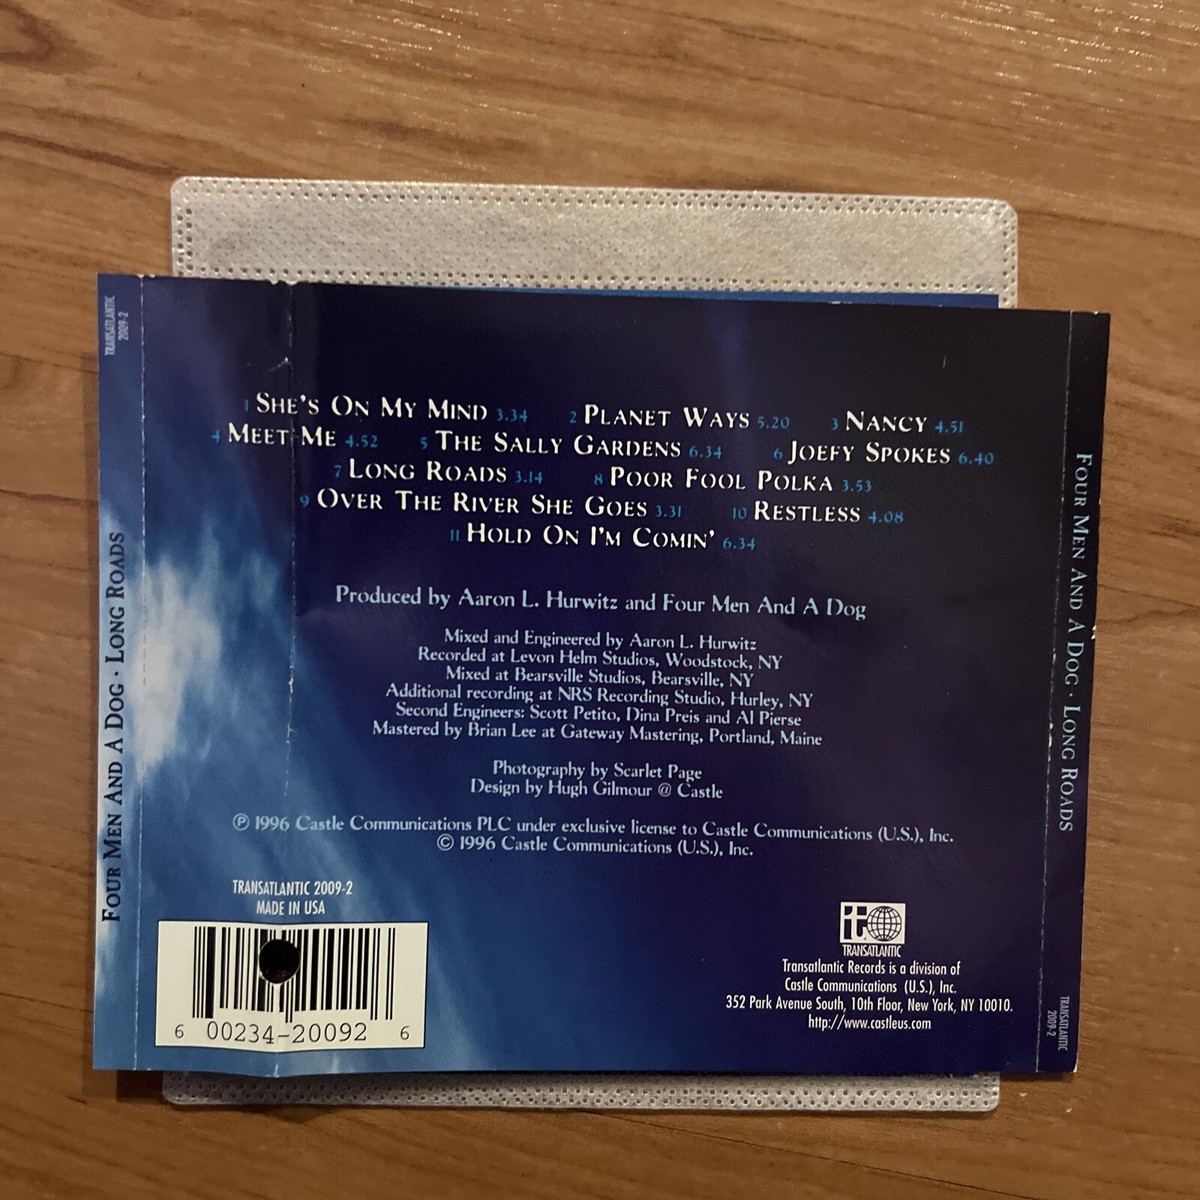 TRANSATLANTIC
2009-2
FOUR MEN AND A DOG · LONG ROADS
1 SHE'S ON MY MIND 3.34 2 PLANET WAYS 5.20 3 NANCY 4.51
4 MEET ME 4.52 5 THE SALLY GARDENS 6.34 6 JOEFY SPOKES 6.40
7 LONG ROADS 3.14 8 POOR FOOL POLKA 3.53
9 OVER THE RIVER SHE GOES 3.31 10 RESTLESS 4.08
11 HOLD ON I'M COMIN' 6.34
Produced by Aaron L. Hurwitz and Four Men And A Dog
Mixed and Engineered by Aaron L. Hurwitz
Recorded at Levon Helm Studios, Woodstock, NY
Mixed at Bearsville Studios, Bearsville, NY
Additional recording at NRS Recording Studio, Hurley, NY
Second Engineers: Scott Petito, Dina Preis and Al Pierse
Mastered by Brian Lee at Gateway Mastering, Portland, Maine
Photography by Scarlet Page
Design by Hugh Gilmour @ Castle
℗ 1996 Castle Communications PLC under exclusive license to Castle Communications (U.S.), Inc.
© 1996 Castle Communications (U.S.), Inc.
TRANSATLANTIC 2009-2
MADE IN USA
6 00234-20092 6
t
TRANSATLANTIC
Transatlantic Records is a division of
Castle Communications (U.S.), Inc.
352 Park Avenue South, 10th Floor, New York, NY 10010.
http://www.castleus.com
FOUR MEN AND A DOG · LONG ROADS
TRANSATLANTIC
2009-2